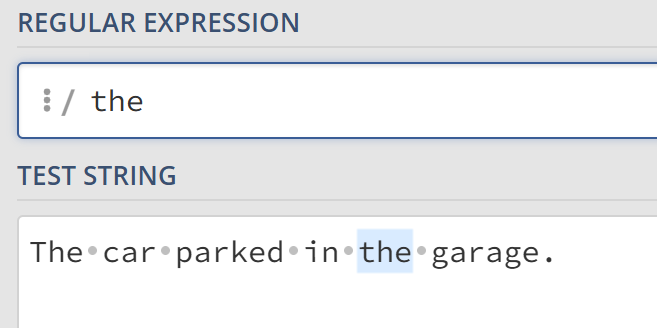 REGULAR EXPRESSION
/ the
TEST STRING
The·car·parked·in·the·garage.